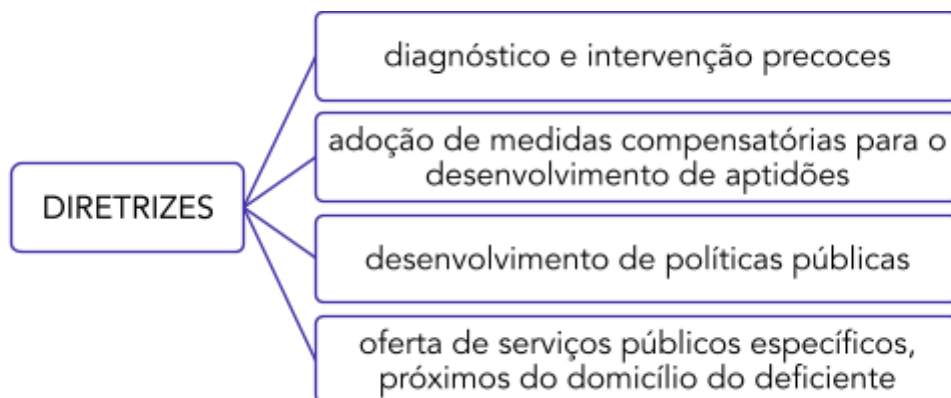 DIRETRIZES
diagnóstico e intervenção precoces
adoção de medidas compensatórias para o
desenvolvimento de aptidões
desenvolvimento de políticas públicas
oferta de serviços públicos específicos,
próximos do domicílio do deficiente